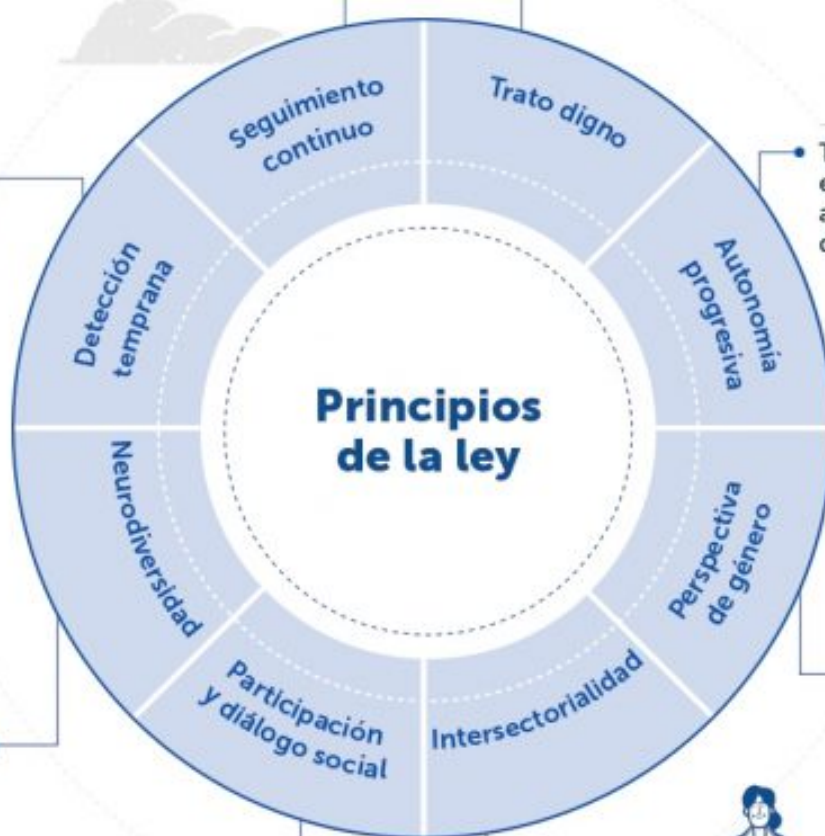 Seguimiento
continuo
Trato digno
Autonomía
progresiva
Perspectiva
de género
Intersectorialidad
Participación
y diálogo social
Neurodiversidad
Detección
temprana
Principios
de la ley